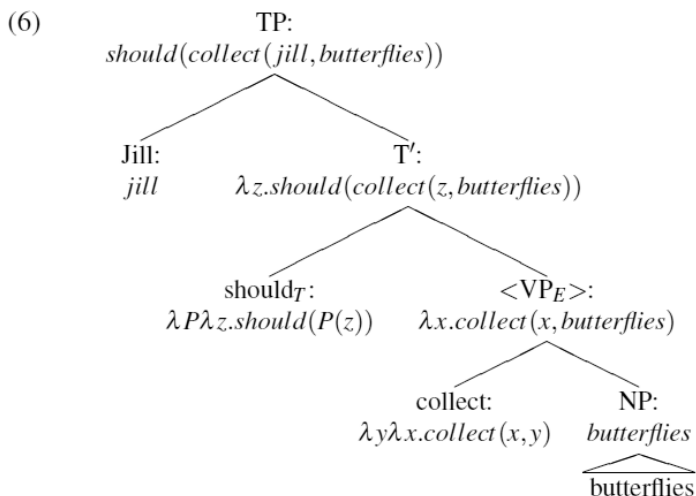 (6) TP:
should(collect(jill,butterflies))
Jill: T′:
jill λz.should(collect(z,butterflies))
should_T: <VP_E>:
λPλz.should(P(z)) λx.collect(x,butterflies)
collect: NP:
λyλx.collect(x,y) butterflies
butterflies